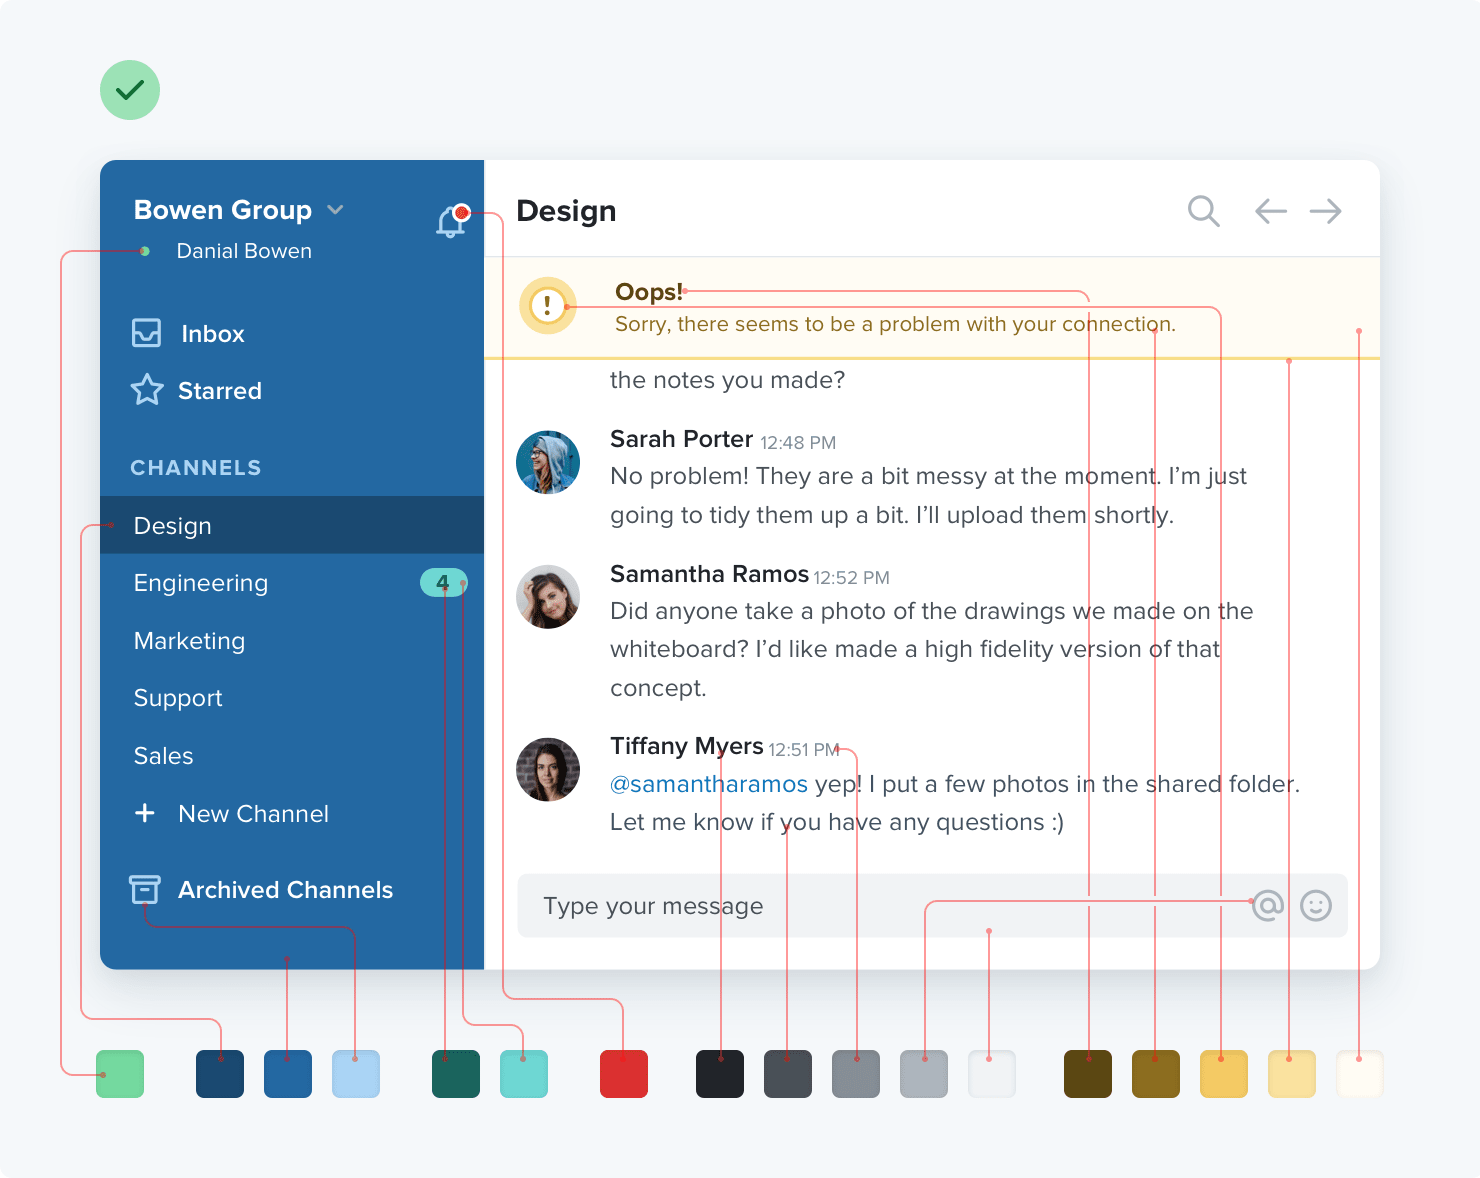 Bowen Group
Danial Bowen
Inbox
Starred
CHANNELS
Design
Engineering 4
Marketing
Support
Sales
New Channel
Archived Channels
Design
!
Oops!
Sorry, there seems to be a problem with your connection.
the notes you made?
Sarah Porter 12:48 PM
No problem! They are a bit messy at the moment. I’m just
going to tidy them up a bit. I’ll upload them shortly.
Samantha Ramos 12:52 PM
Did anyone take a photo of the drawings we made on the
whiteboard? I’d like made a high fidelity version of that
concept.
Tiffany Myers 12:51 PM
@samantharamos yep! I put a few photos in the shared folder.
Let me know if you have any questions :)
Type your message @